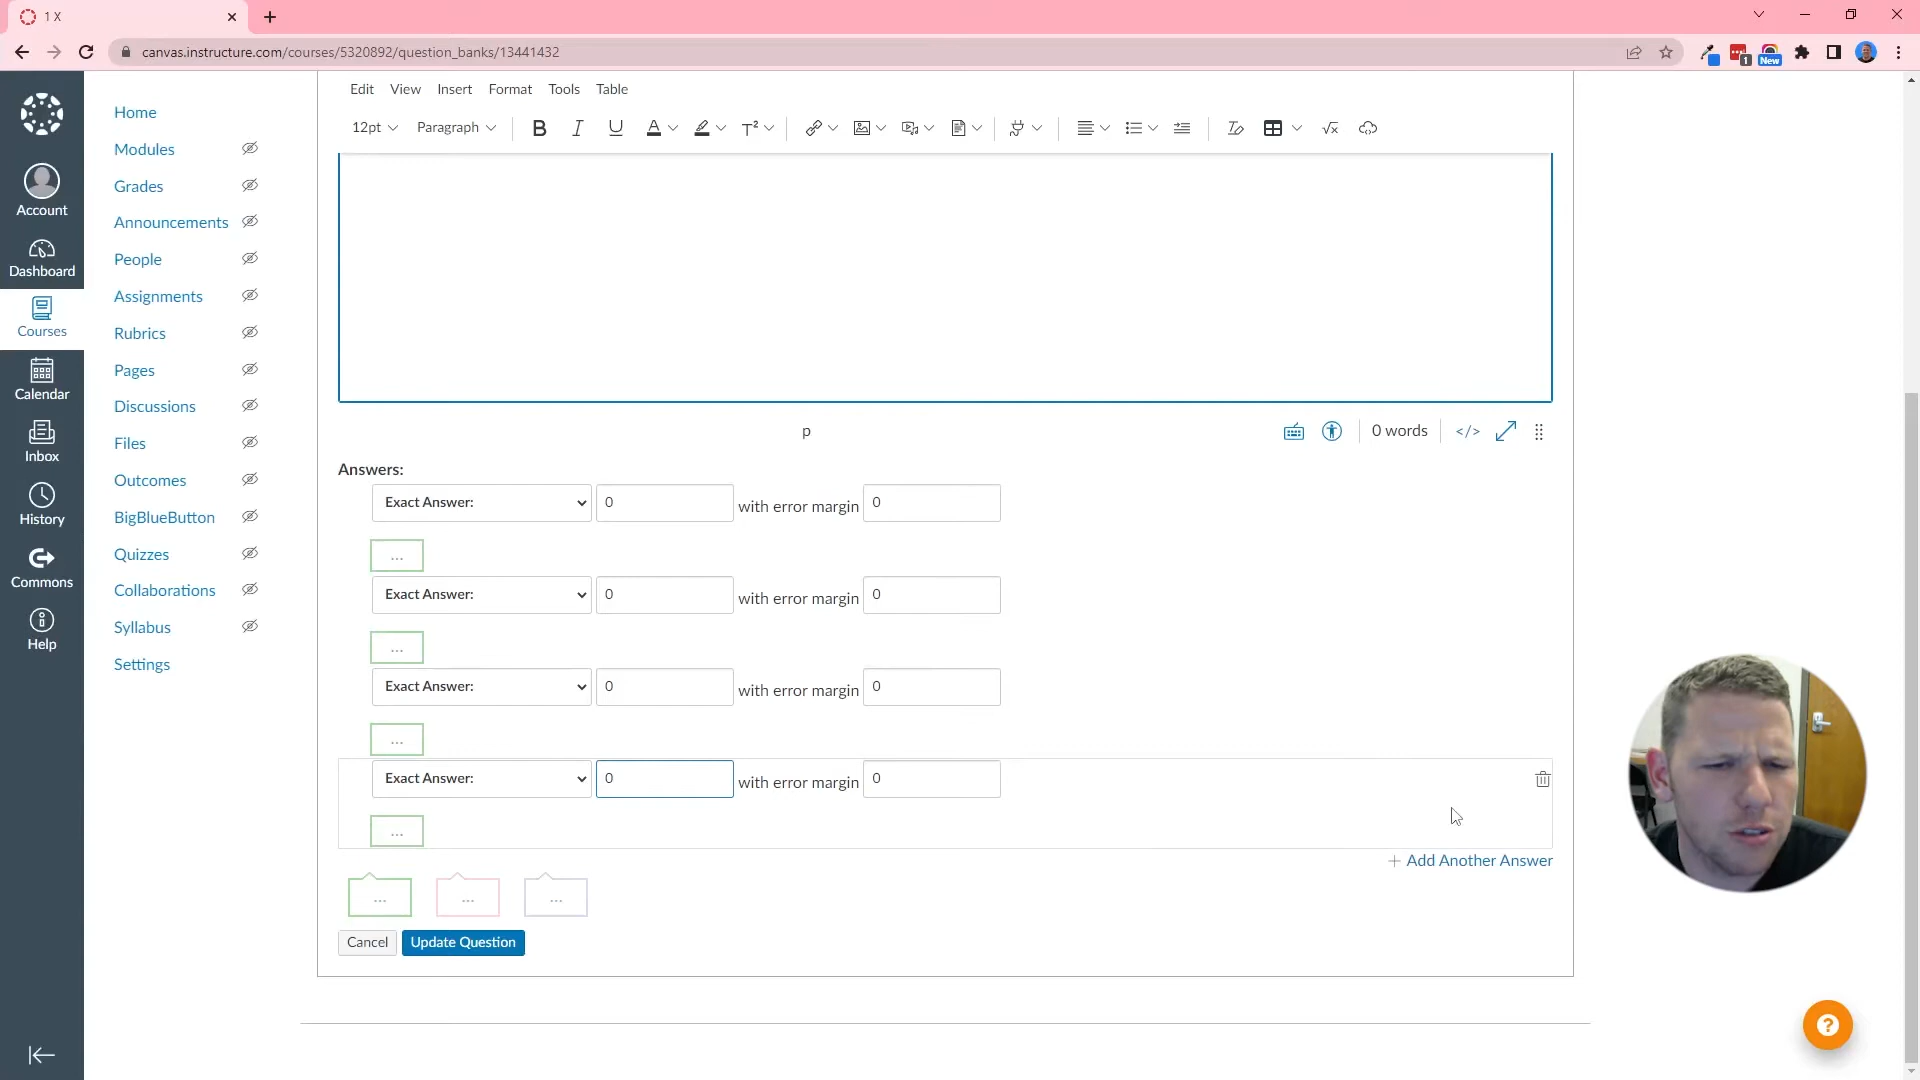 1 X
canvas.instructure.com/courses/5320892/question_banks/13441432
1
New
Account
Dashboard
Courses
Calendar
Inbox
History
Commons
Help
Home
Modules
Grades
Announcements
People
Assignments
Rubrics
Pages
Discussions
Files
Outcomes
BigBlueButton
Quizzes
Collaborations
Syllabus
Settings
Edit View Insert Format Tools Table
12pt Paragraph B I U A T²
p
0 words </>
Answers:
Exact Answer: 0 with error margin 0
...
Exact Answer: 0 with error margin 0
...
Exact Answer: 0 with error margin 0
...
Exact Answer: 0 with error margin 0
...
+ Add Another Answer
... ... ...
Cancel Update Question
?